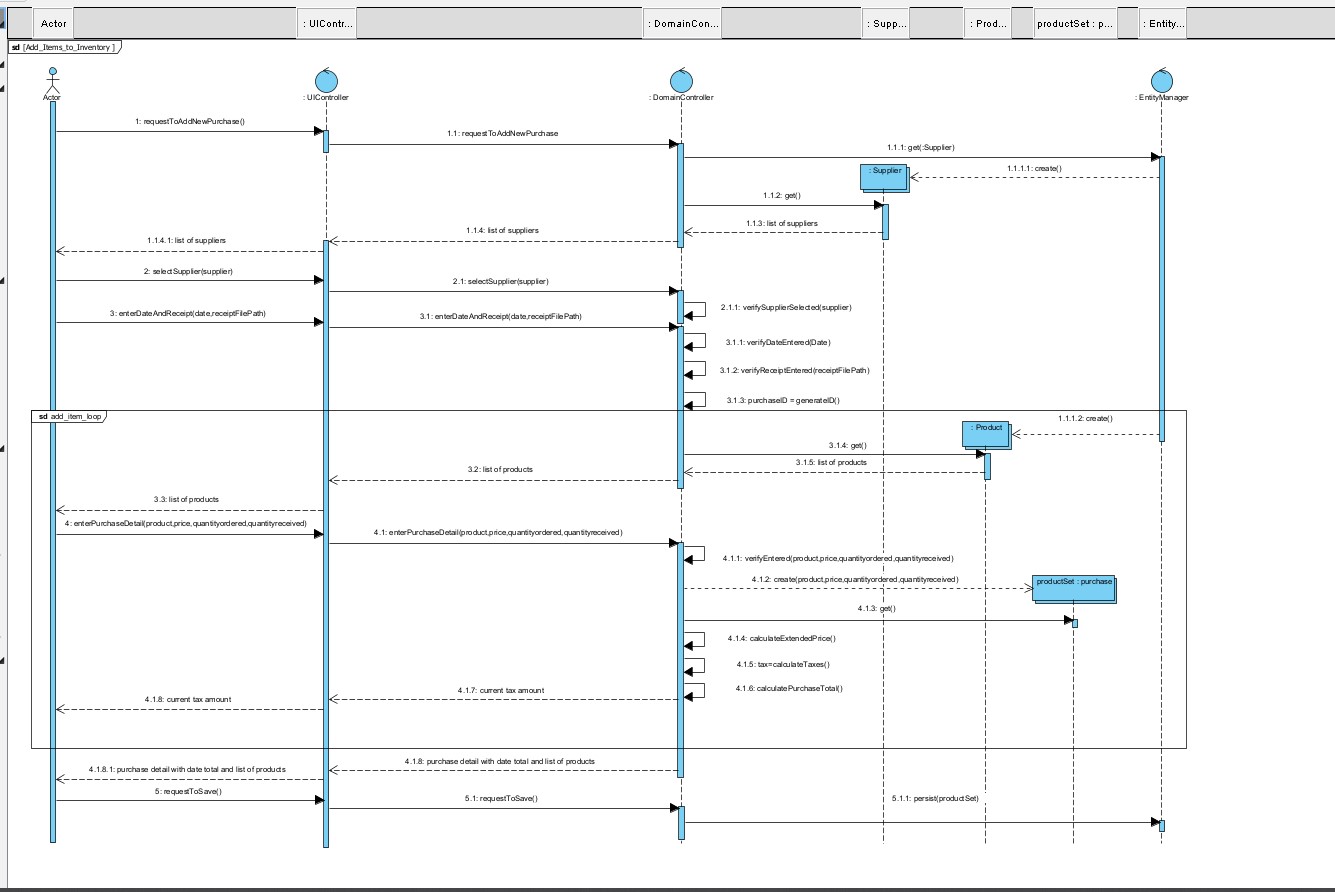 Actor
: UIContr...
: DomainCon...
: Supp...
: Prod...
productSet : p...
: Entity...
sd [Add_Items_to_Inventory ]
Actor
: UIController
: DomainController
: EntityManager
1: requestToAddNewPurchase()
1.1: requestToAddNewPurchase
1.1.1: get(:Supplier)
: Supplier
1.1.1.1: create()
1.1.2: get()
1.1.3: list of suppliers
1.1.4: list of suppliers
1.1.4.1: list of suppliers
2: selectSupplier(supplier)
2.1: selectSupplier(supplier)
2.1.1: verifySupplierSelected(supplier)
3: enterDateAndReceipt(date,receiptFilePath)
3.1: enterDateAndReceipt(date,receiptFilePath)
3.1.1: verifyDateEntered(Date)
3.1.2: verifyReceiptEntered(receiptFilePath)
3.1.3: purchaseID = generateID()
sd add_item_loop
1.1.1.2: create()
: Product
3.1.4: get()
3.1.5: list of products
3.2: list of products
3.3: list of products
4: enterPurchaseDetail(product,price,quantityordered,quantityreceived)
4.1: enterPurchaseDetail(product,price,quantityordered,quantityreceived)
4.1.1: verifyEntered(product,price,quantityordered,quantityreceived)
4.1.2: create(product,price,quantityordered,quantityreceived)
productSet : purchase
4.1.3: get()
4.1.4: calculateExtendedPrice()
4.1.5: tax=calculateTaxes()
4.1.6: calculatePurchaseTotal()
4.1.7: current tax amount
4.1.8: current tax amount
4.1.8: purchase detail with date total and list of products
4.1.8.1: purchase detail with date total and list of products
5: requestToSave()
5.1: requestToSave()
5.1.1: persist(productSet)